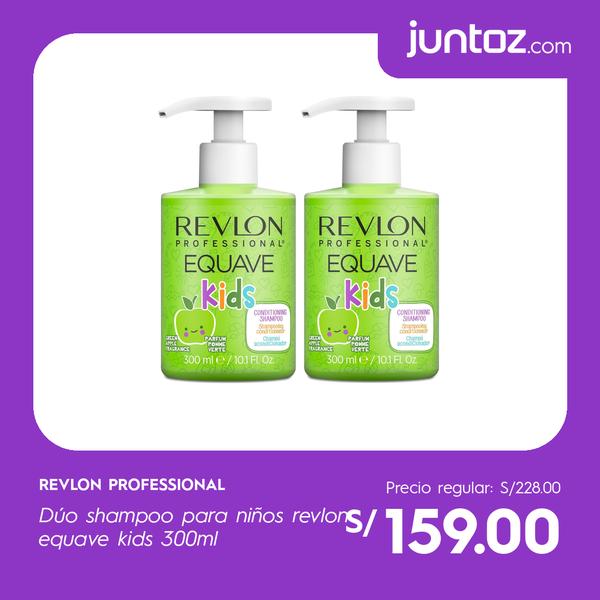 juntoz.com
REVLON
PROFESSIONAL®
EQUAVE
kids
CONDITIONING
SHAMPOO
Shampooing
conditionneur
Champú
acondicionador
GREEN
APPLE
FRAGRANCE
PARFUM
POMME
VERTE
300 ml ℮ / 10.1 Fl. Oz.
REVLON
PROFESSIONAL®
EQUAVE
kids
CONDITIONING
SHAMPOO
Shampooing
conditionneur
Champú
acondicionador
GREEN
APPLE
FRAGRANCE
PARFUM
POMME
VERTE
300 ml ℮ / 10.1 Fl. Oz.
REVLON PROFESSIONAL
Dúo shampoo para niños revlon
equave kids 300ml
Precio regular: S/228.00
S/ 159.00